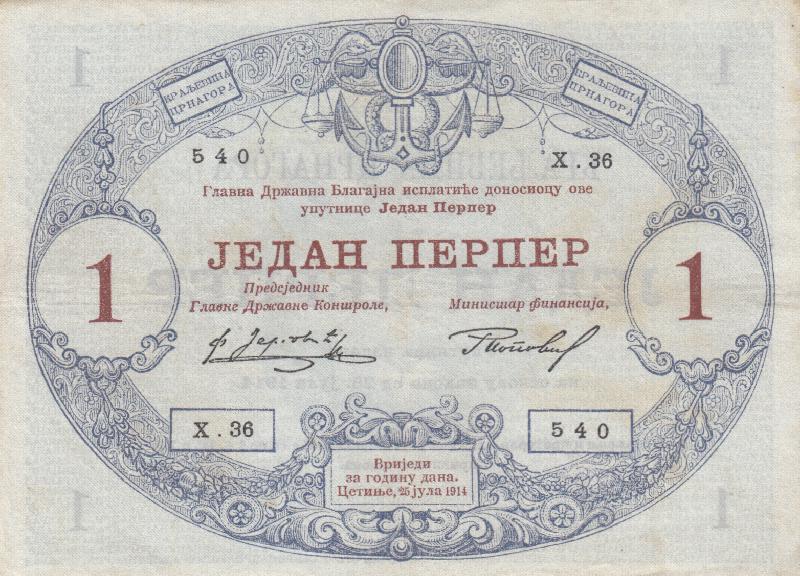 КРАЉЕВИНА
ЦРНАГОРА
КРАЉЕВИНА
ЦРНАГОРА
540
X.36
Главна Државна Благајна исплатиће доносиоцу ове
упутнице Један Перпер
ЈЕДАН ПЕРПЕР
1
1
Предсједник
Главне Државне Контроле,
Министар финансија,
X.36
540
Вриједи
за годину дана.
Цетиње, 25 јула 1914